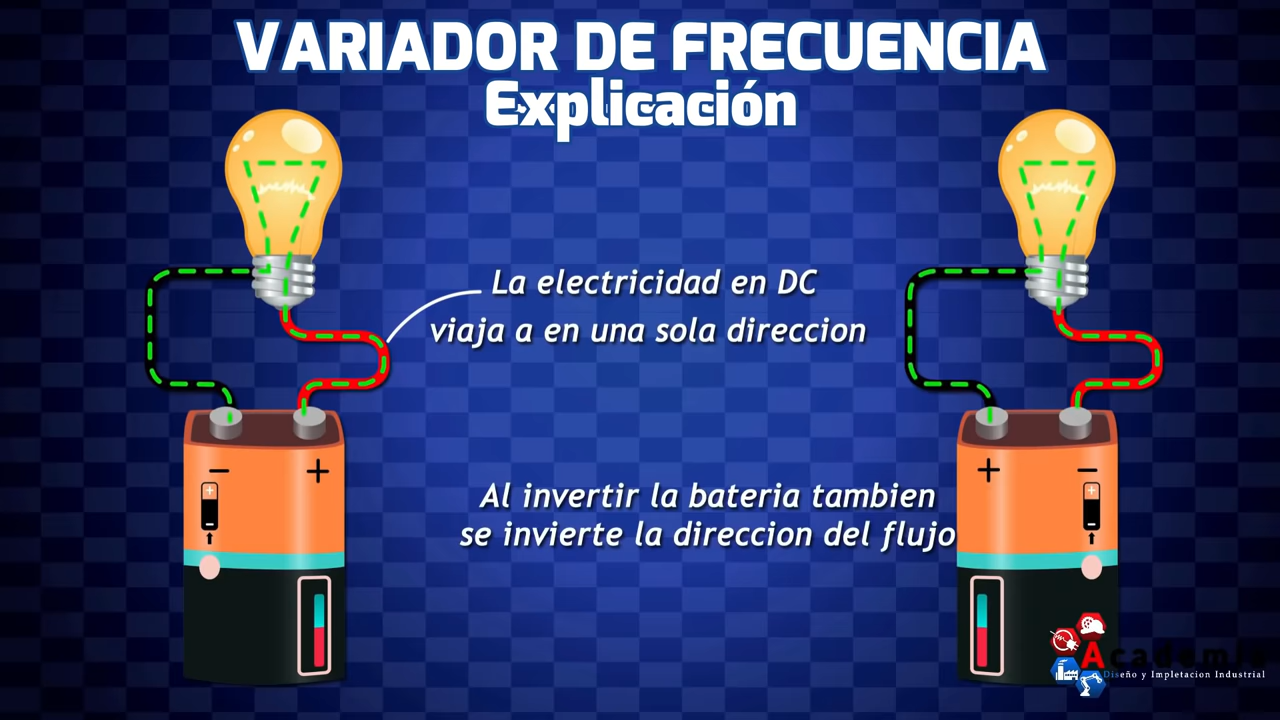 VARIADOR DE FRECUENCIA
Explicación
La electricidad en DC
viaja a en una sola direccion
Al invertir la bateria tambien
se invierte la direccion del flujo
− +
+ −
Academia
Diseño y Impletacion Industrial